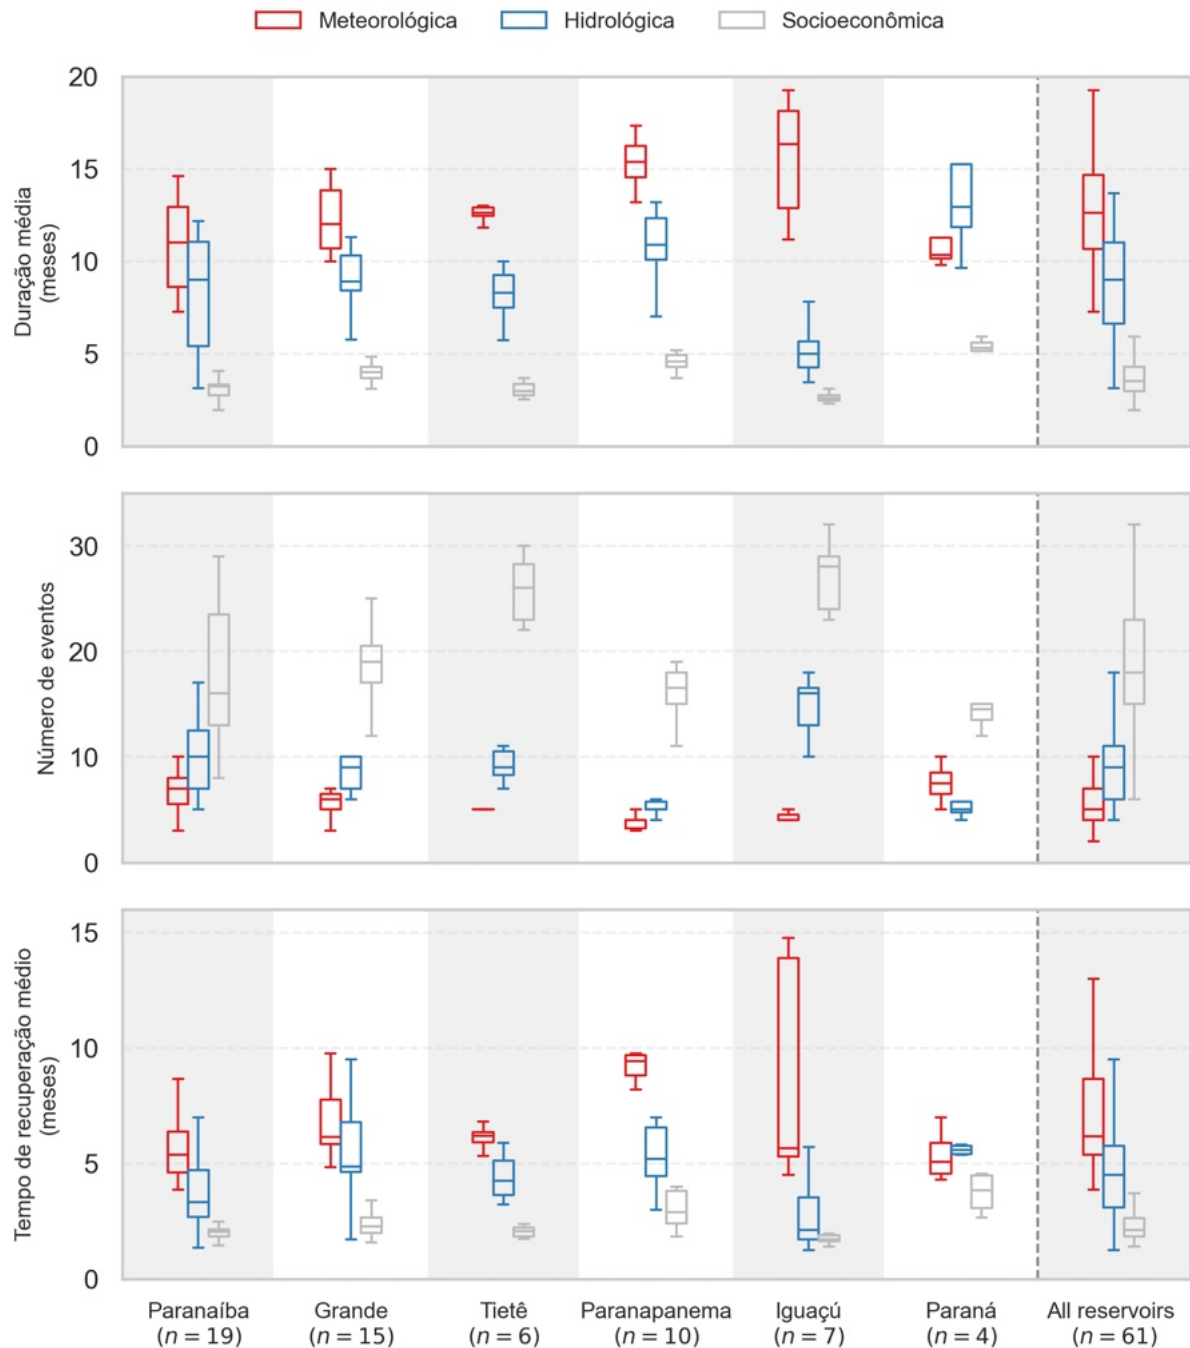 Meteorológica Hidrológica Socioeconômica
Duração média
(meses)
20
15
10
5
0
Número de eventos
30
20
10
0
Tempo de recuperação médio
(meses)
15
10
5
0
Paranaíba Grande Tietê Paranapanema Iguaçú Paraná All reservoirs
(n = 19) (n = 15) (n = 6) (n = 10) (n = 7) (n = 4) (n = 61)